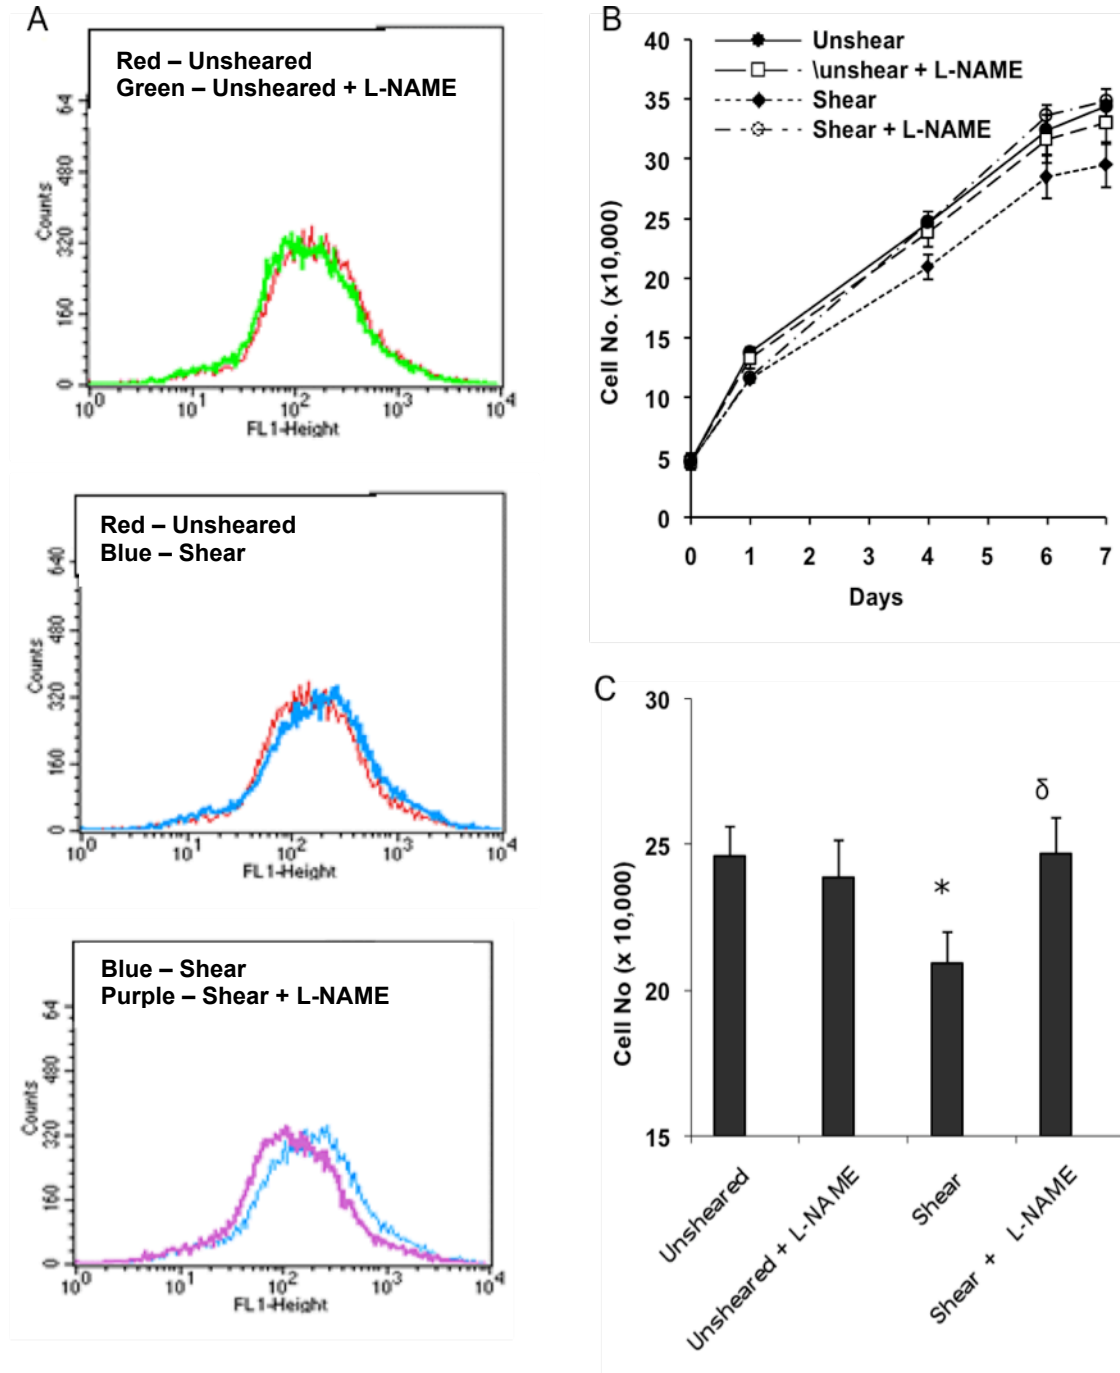 A
Red – Unsheared
Green – Unsheared + L-NAME
64
480
320
160
0
Counts
10^0 10^1 10^2 10^3 10^4
FL1-Height
Red – Unsheared
Blue – Shear
640
480
320
160
0
Counts
10^0 10^1 10^2 10^3 10^4
FL1-Height
Blue – Shear
Purple – Shear + L-NAME
64
480
320
160
0
Counts
10^0 10^1 10^2 10^3 10^4
FL1-Height
B
Unshear
\unshear + L-NAME
Shear
Shear + L-NAME
40
35
30
25
20
15
10
5
0
Cell No. (x10,000)
0 1 2 3 4 5 6 7
Days
C
30
25
20
15
Cell No (x 10,000)
*
δ
Unsheared
Unsheared + L-NAME
Shear
Shear + L-NAME